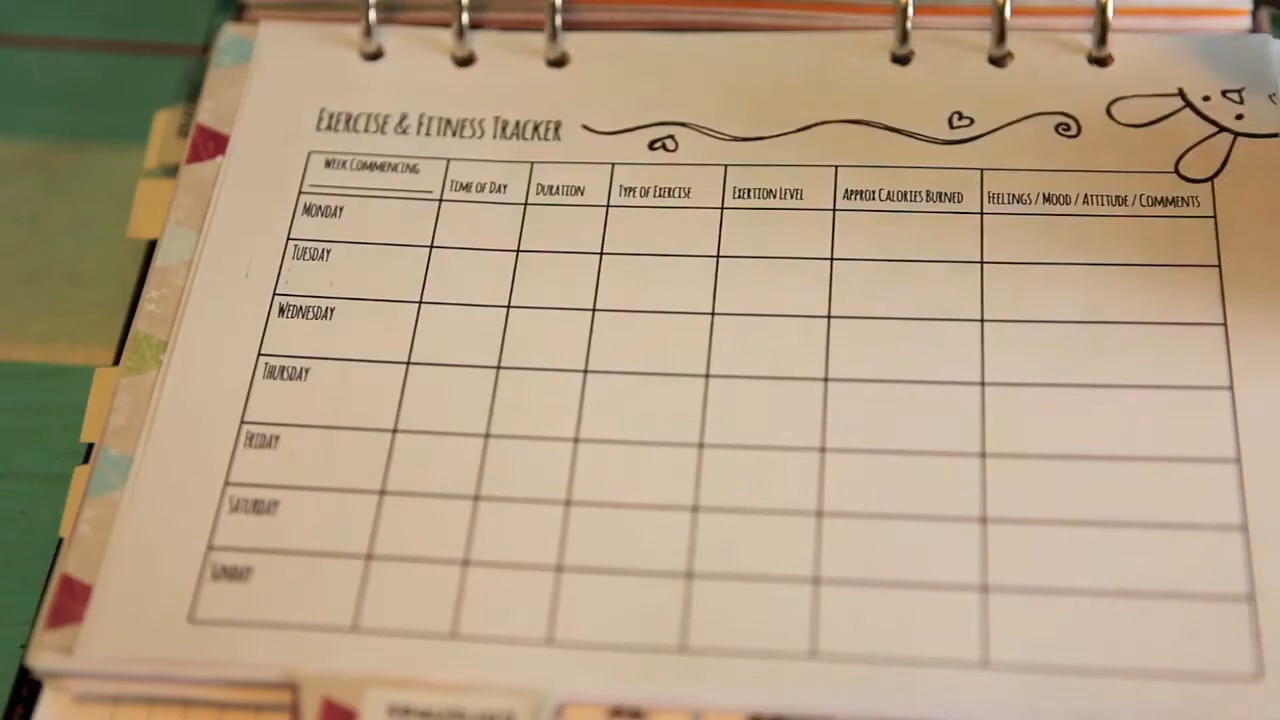 EXERCISE & FITNESS TRACKER
WEEK COMMENCING
TIME OF DAY DURATION TYPE OF EXERCISE EXERTION LEVEL APPROX CALORIES BURNED FEELINGS / MOOD / ATTITUDE / COMMENTS
MONDAY
TUESDAY
WEDNESDAY
THURSDAY
FRIDAY
SATURDAY
SUNDAY